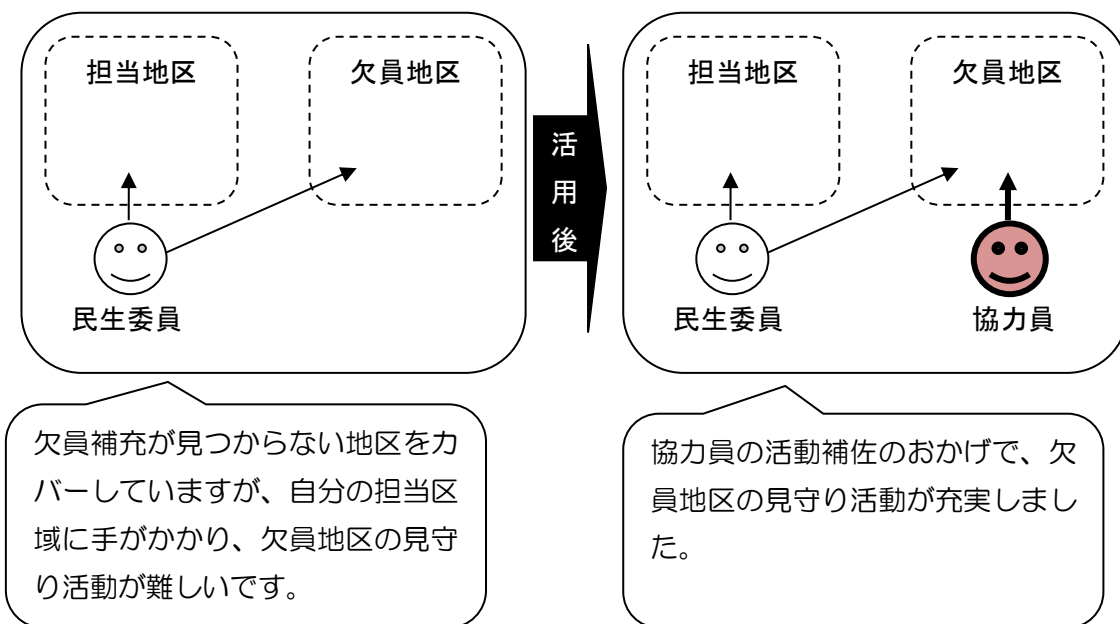 担当地区
欠員地区
民生委員
欠員補充が見つからない地区をカ
バーしていますが、自分の担当区
域に手がかかり、欠員地区の見守
り活動が難しいです。
活
用
後
担当地区
欠員地区
民生委員
協力員
協力員の活動補佐のおかげで、欠
員地区の見守り活動が充実しまし
た。